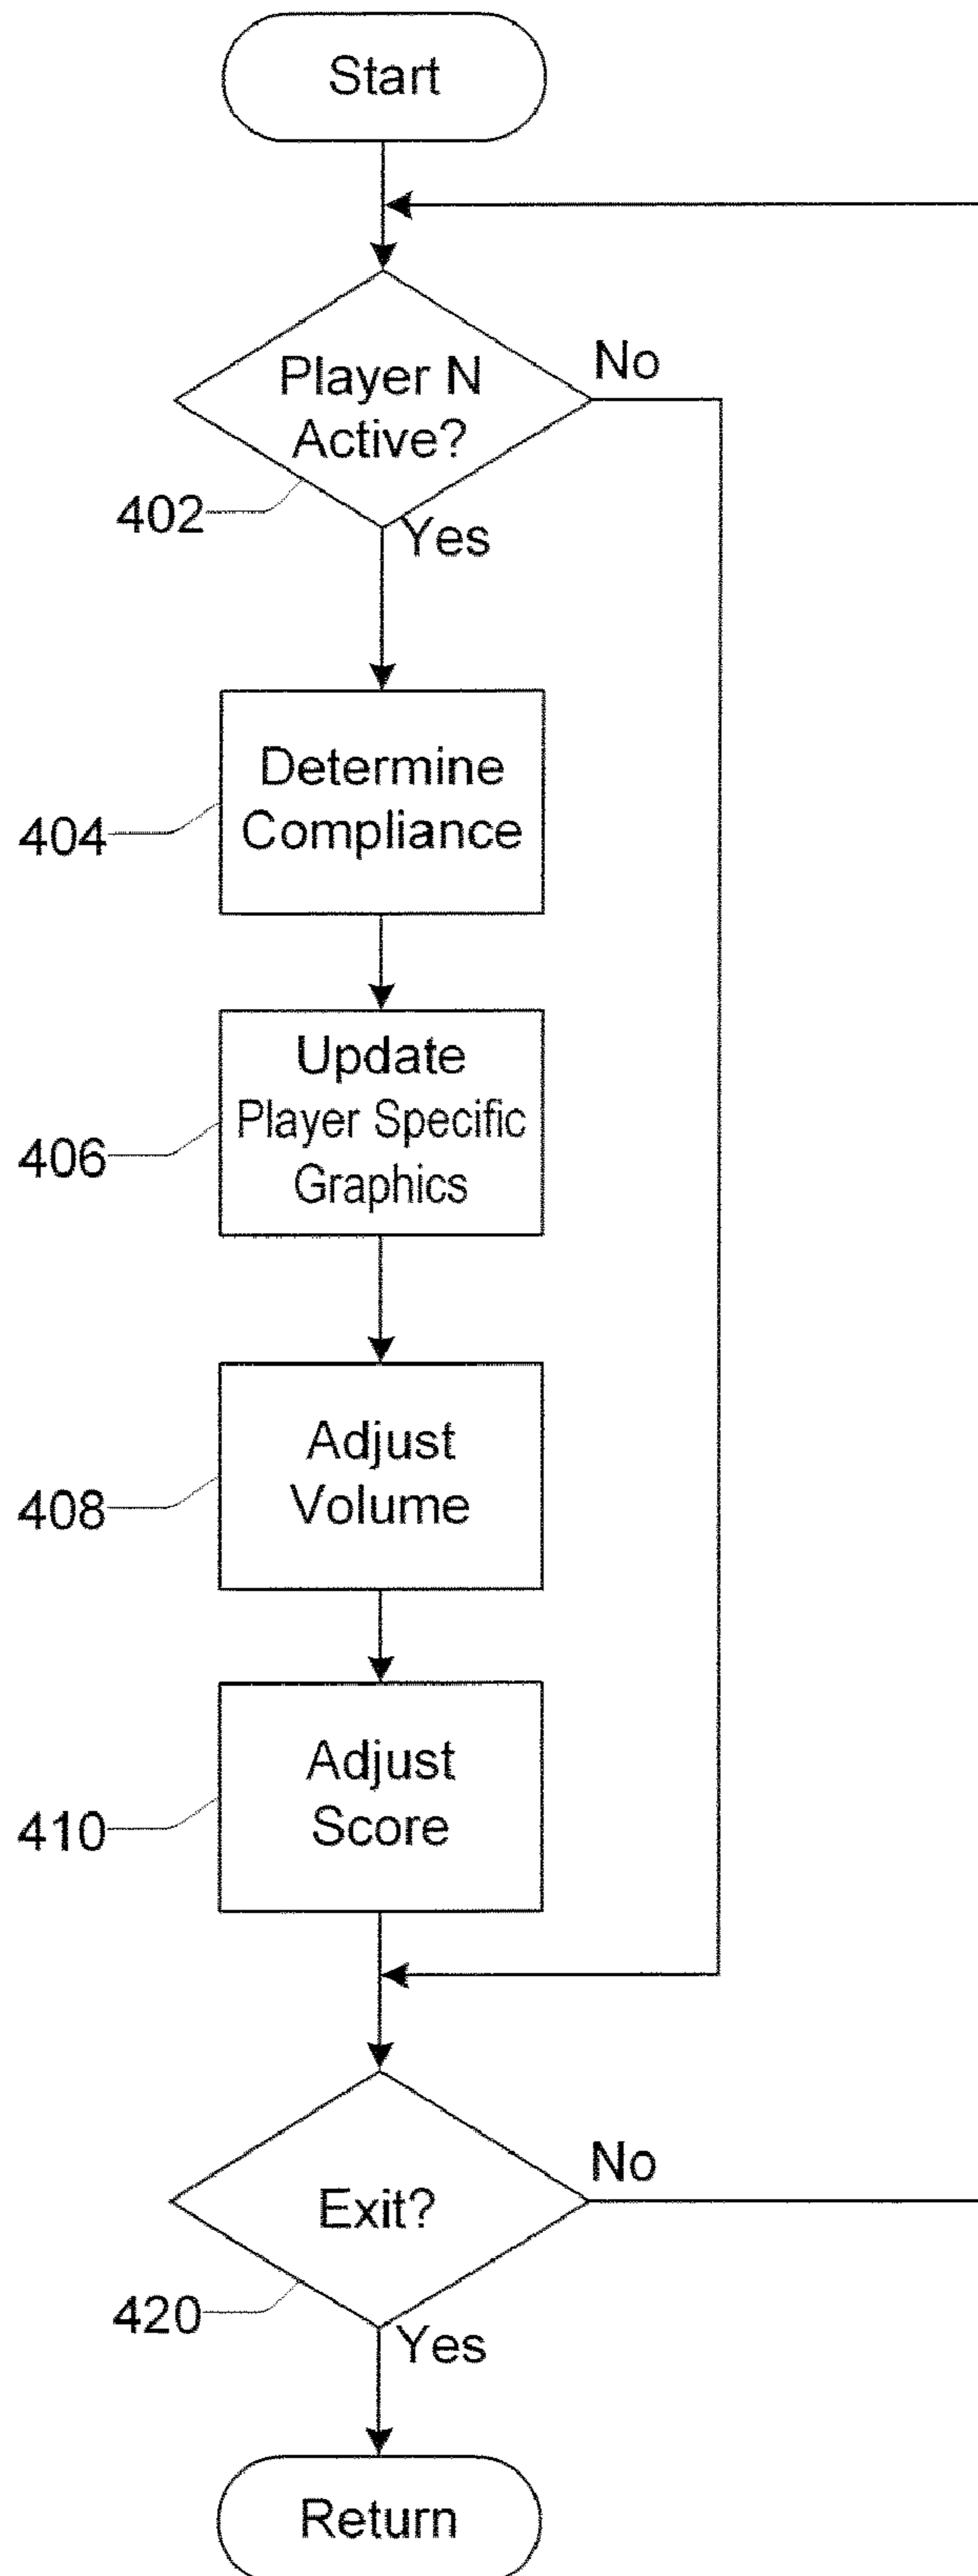 Start
Player N
Active?
No
402
Yes
Determine
Compliance
404
Update
Player Specific
Graphics
406
Adjust
Volume
408
Adjust
Score
410
Exit?
No
420
Yes
Return